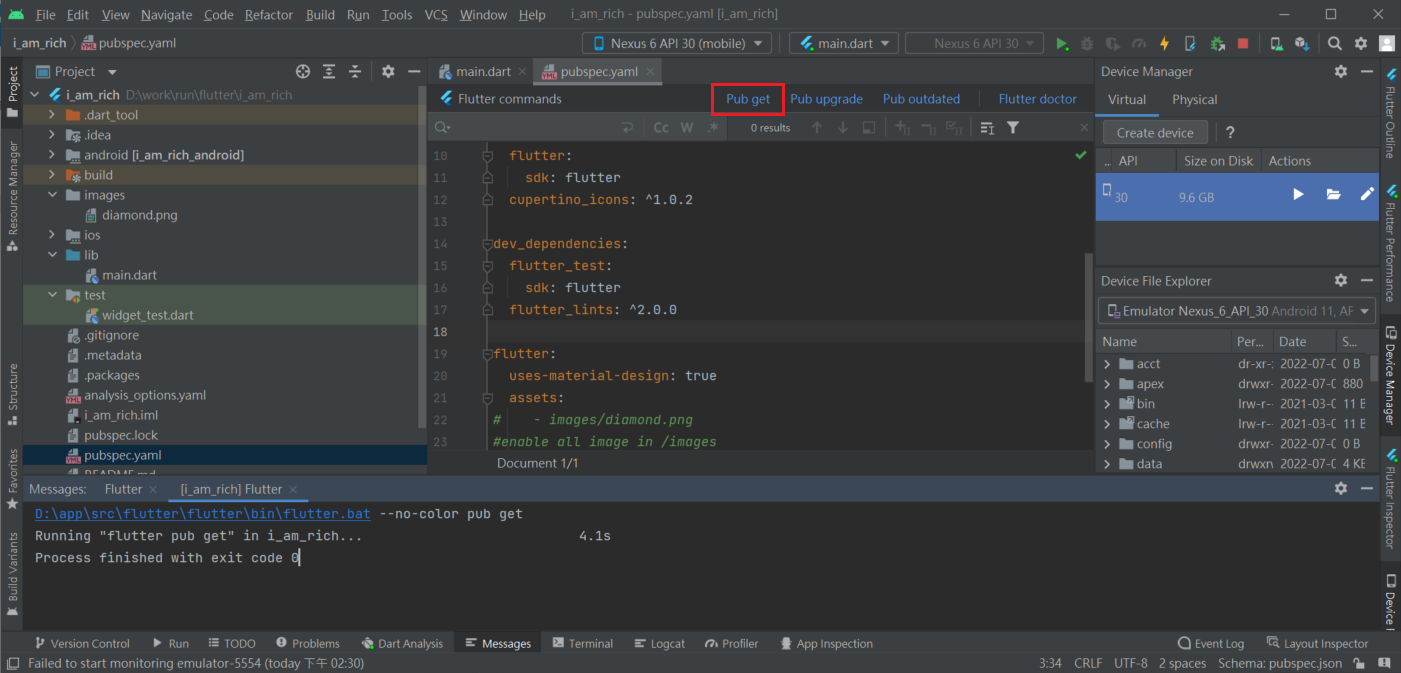 File Edit View Navigate Code Refactor Build Run Tools VCS Window Help i_am_rich - pubspec.yaml [i_am_rich]
i_am_rich pubspec.yaml Nexus 6 API 30 (mobile) main.dart Nexus 6 API 30
Project
i_am_rich D:\work\run\flutter\i_am_rich
.dart_tool
.idea
android [i_am_rich_android]
build
images
diamond.png
ios
lib
main.dart
test
widget_test.dart
.gitignore
.metadata
.packages
analysis_options.yaml
i_am_rich.iml
pubspec.lock
pubspec.yaml
README.md
main.dart pubspec.yaml
Flutter commands Pub get Pub upgrade Pub outdated Flutter doctor
Cc W .* 0 results
10 flutter:
11 sdk: flutter
12 cupertino_icons: ^1.0.2
13
14 dev_dependencies:
15 flutter_test:
16 sdk: flutter
17 flutter_lints: ^2.0.0
18
19 flutter:
20 uses-material-design: true
21 assets:
22 # - images/diamond.png
23 #enable all image in /images
Document 1/1
Device Manager
Virtual Physical
Create device ?
... API Size on Disk Actions
30 9.6 GB
Device File Explorer
Emulator Nexus_6_API_30 Android 11, AF
Name Per... Date S...
acct dr-xr- 2022-07-0 0 B
apex drwxr- 2022-07-0 880
bin lrw-r-- 2021-03-0 11 B
cache lrw-r-- 2021-03-0 11 B
config drwxr- 2022-07-0 0 B
data drwxr 2022-07-0 4 KE
Messages: Flutter [i_am_rich] Flutter
D:\app\src\flutter\flutter\bin\flutter.bat --no-color pub get
Running "flutter pub get" in i_am_rich... 4.1s
Process finished with exit code 0
Project
Resource Manager
Structure
Favorites
Build Variants
Flutter Outline
Flutter Performance
Device Manager
Flutter Inspector
Device
Version Control Run TODO Problems Dart Analysis Messages Terminal Logcat Profiler App Inspection Event Log Layout Inspector
Failed to start monitoring emulator-5554 (today 下午 02:30) 3:34 CRLF UTF-8 2 spaces Schema: pubspec.json